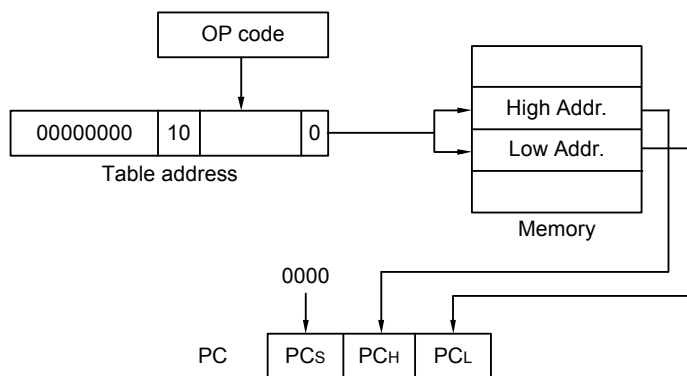 OP code
00000000 10 0
Table address
High Addr.
Low Addr.
Memory
0000
PC PCS PCH PCL